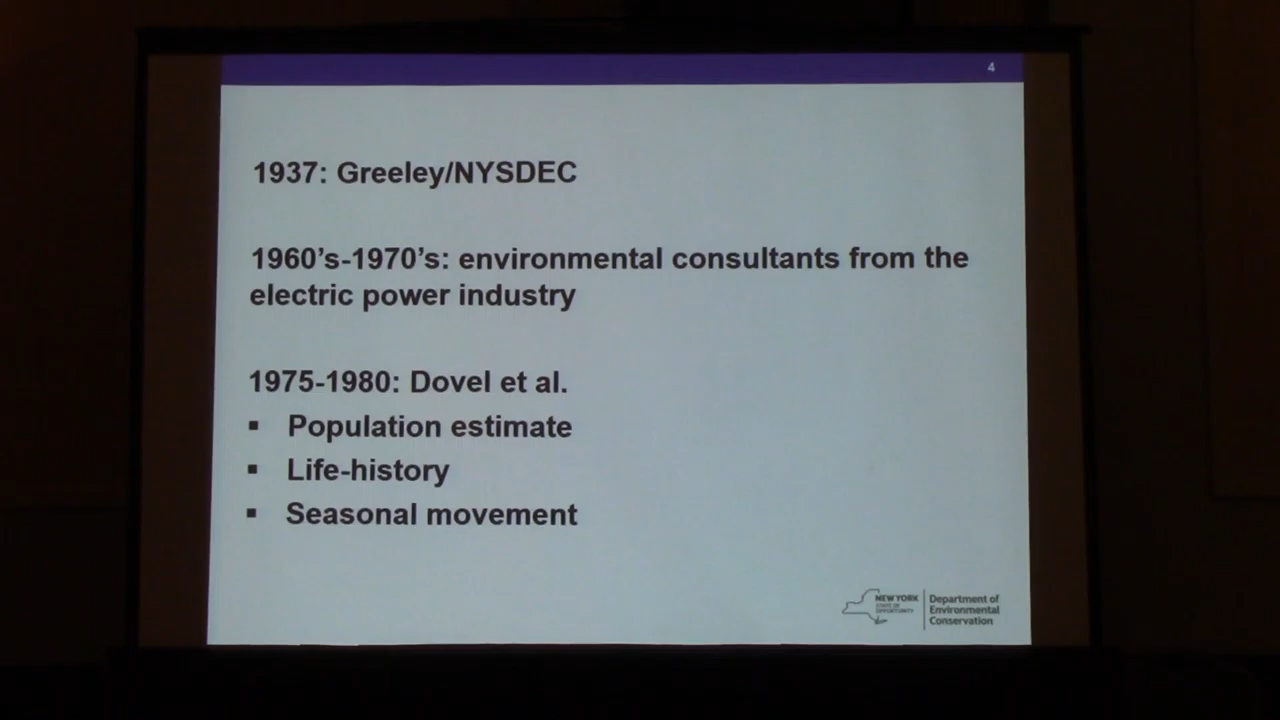 4
1937: Greeley/NYSDEC
1960’s-1970’s: environmental consultants from the
electric power industry
1975-1980: Dovel et al.
▪ Population estimate
▪ Life-history
▪ Seasonal movement
NEW YORK
STATE OF
OPPORTUNITY
Department of
Environmental
Conservation